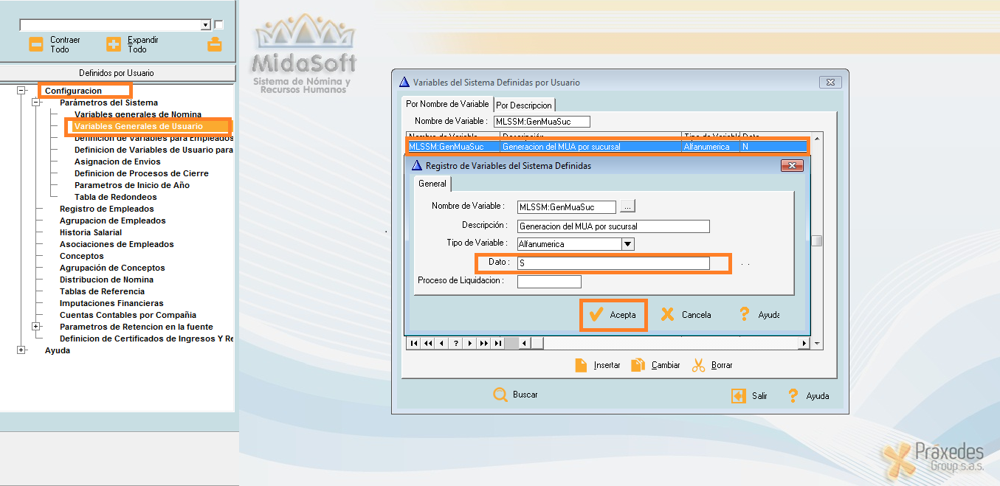 Contraer
Todo
Expandir
Todo
Definidos por Usuario
Configuracion
Parámetros del Sistema
Variables generales de Nomina
Variables Generales de Usuario
Definicion de Variables para Empleados
Definicion de Variables de Usuario para
Asignacion de Envios
Definicion de Procesos de Cierre
Parametros de Inicio de Año
Tabla de Redondeos
Registro de Empleados
Agrupacion de Empleados
Historia Salarial
Asociaciones de Empleados
Conceptos
Agrupación de Conceptos
Distribucion de Nomina
Tablas de Referencia
Imputaciones Financieras
Cuentas Contables por Compañia
Parametros de Retencion en la fuente
Definicion de Certificados de Ingresos Y Re
Ayuda
MidaSoft
Sistema de Nómina y
Recursos Humanos
Variables del Sistema Definidas por Usuario
Por Nombre de Variable Por Descripcion
Nombre de Variable : MLSSM:GenMuaSuc
Nombre de Variable Descripción Tipo de Variable Dato
MLSSM:GenMuaSuc Generacion del MUA por sucursal Alfanumerica N
Registro de Variables del Sistema Definidas
General
Nombre de Variable : MLSSM:GenMuaSuc ...
Descripción : Generacion del MUA por sucursal
Tipo de Variable : Alfanumerica
Dato : S . .
Proceso de Liquidacion :
Acepta Cancela Ayuda
?
Insertar Cambiar Borrar
Buscar Salir Ayuda
Práxedes
Group s.a.s.